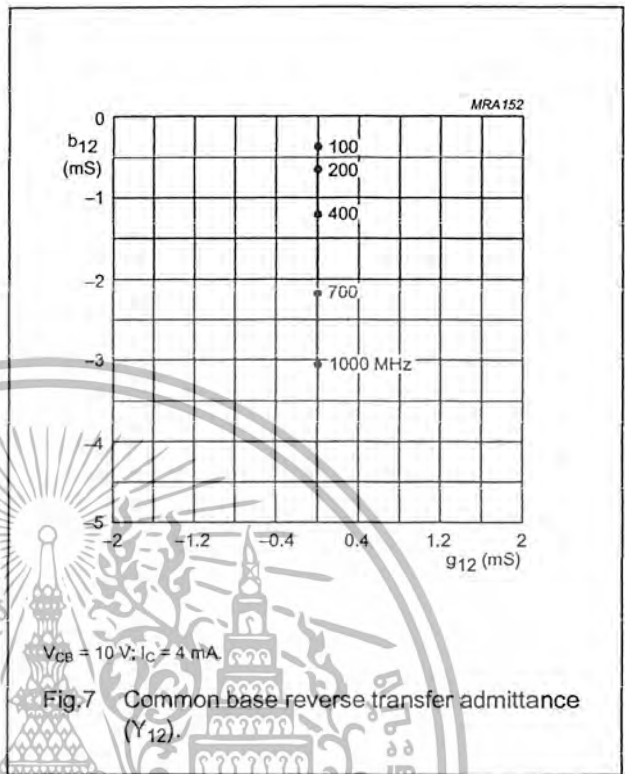 MRA152
0
b12
(mS)
100
200
−1
400
−2
700
−3
1000 MHz
−4
−5
−2
−1.2
−0.4
0.4
1.2
2
g12 (mS)
VCB = 10 V; IC = 4 mA.
Fig.7 Common base reverse transfer admittance
(Y12).